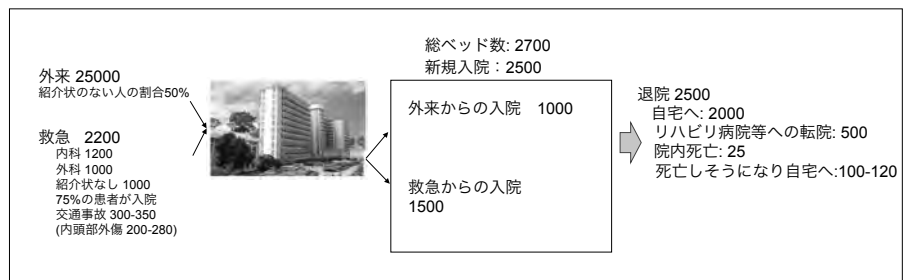 外来 25000
紹介状のない人の割合50%
救急　2200
内科 1200
外科 1000
紹介状なし 1000
75%の患者が入院
交通事故 300-350
(内頭部外傷 200-280)
総ベッド数: 2700
新規入院：2500
外来からの入院　1000
救急からの入院
1500
退院 2500
自宅へ: 2000
リハビリ病院等への転院: 500
院内死亡: 25
死亡しそうになり自宅へ:100-120